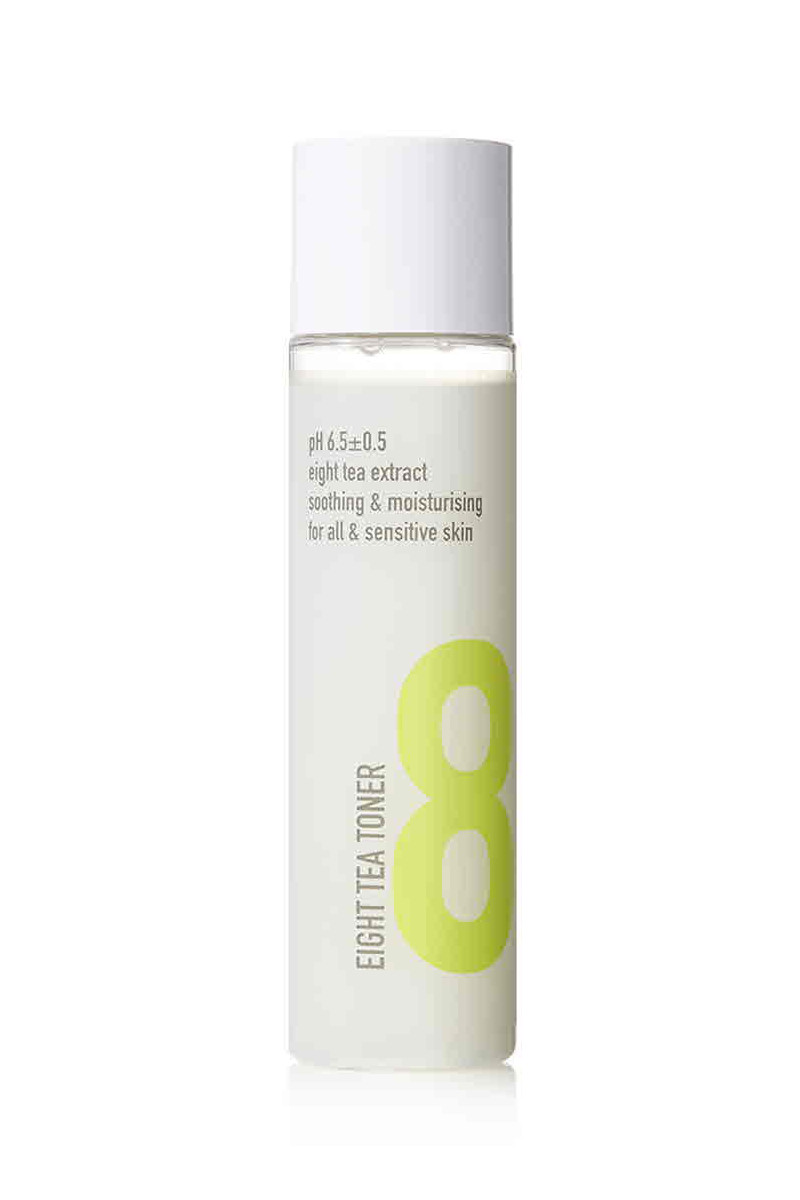 pH 6.5±0.5
eight tea extract
soothing & moisturising
for all & sensitive skin
EIGHT TEA TONER
8